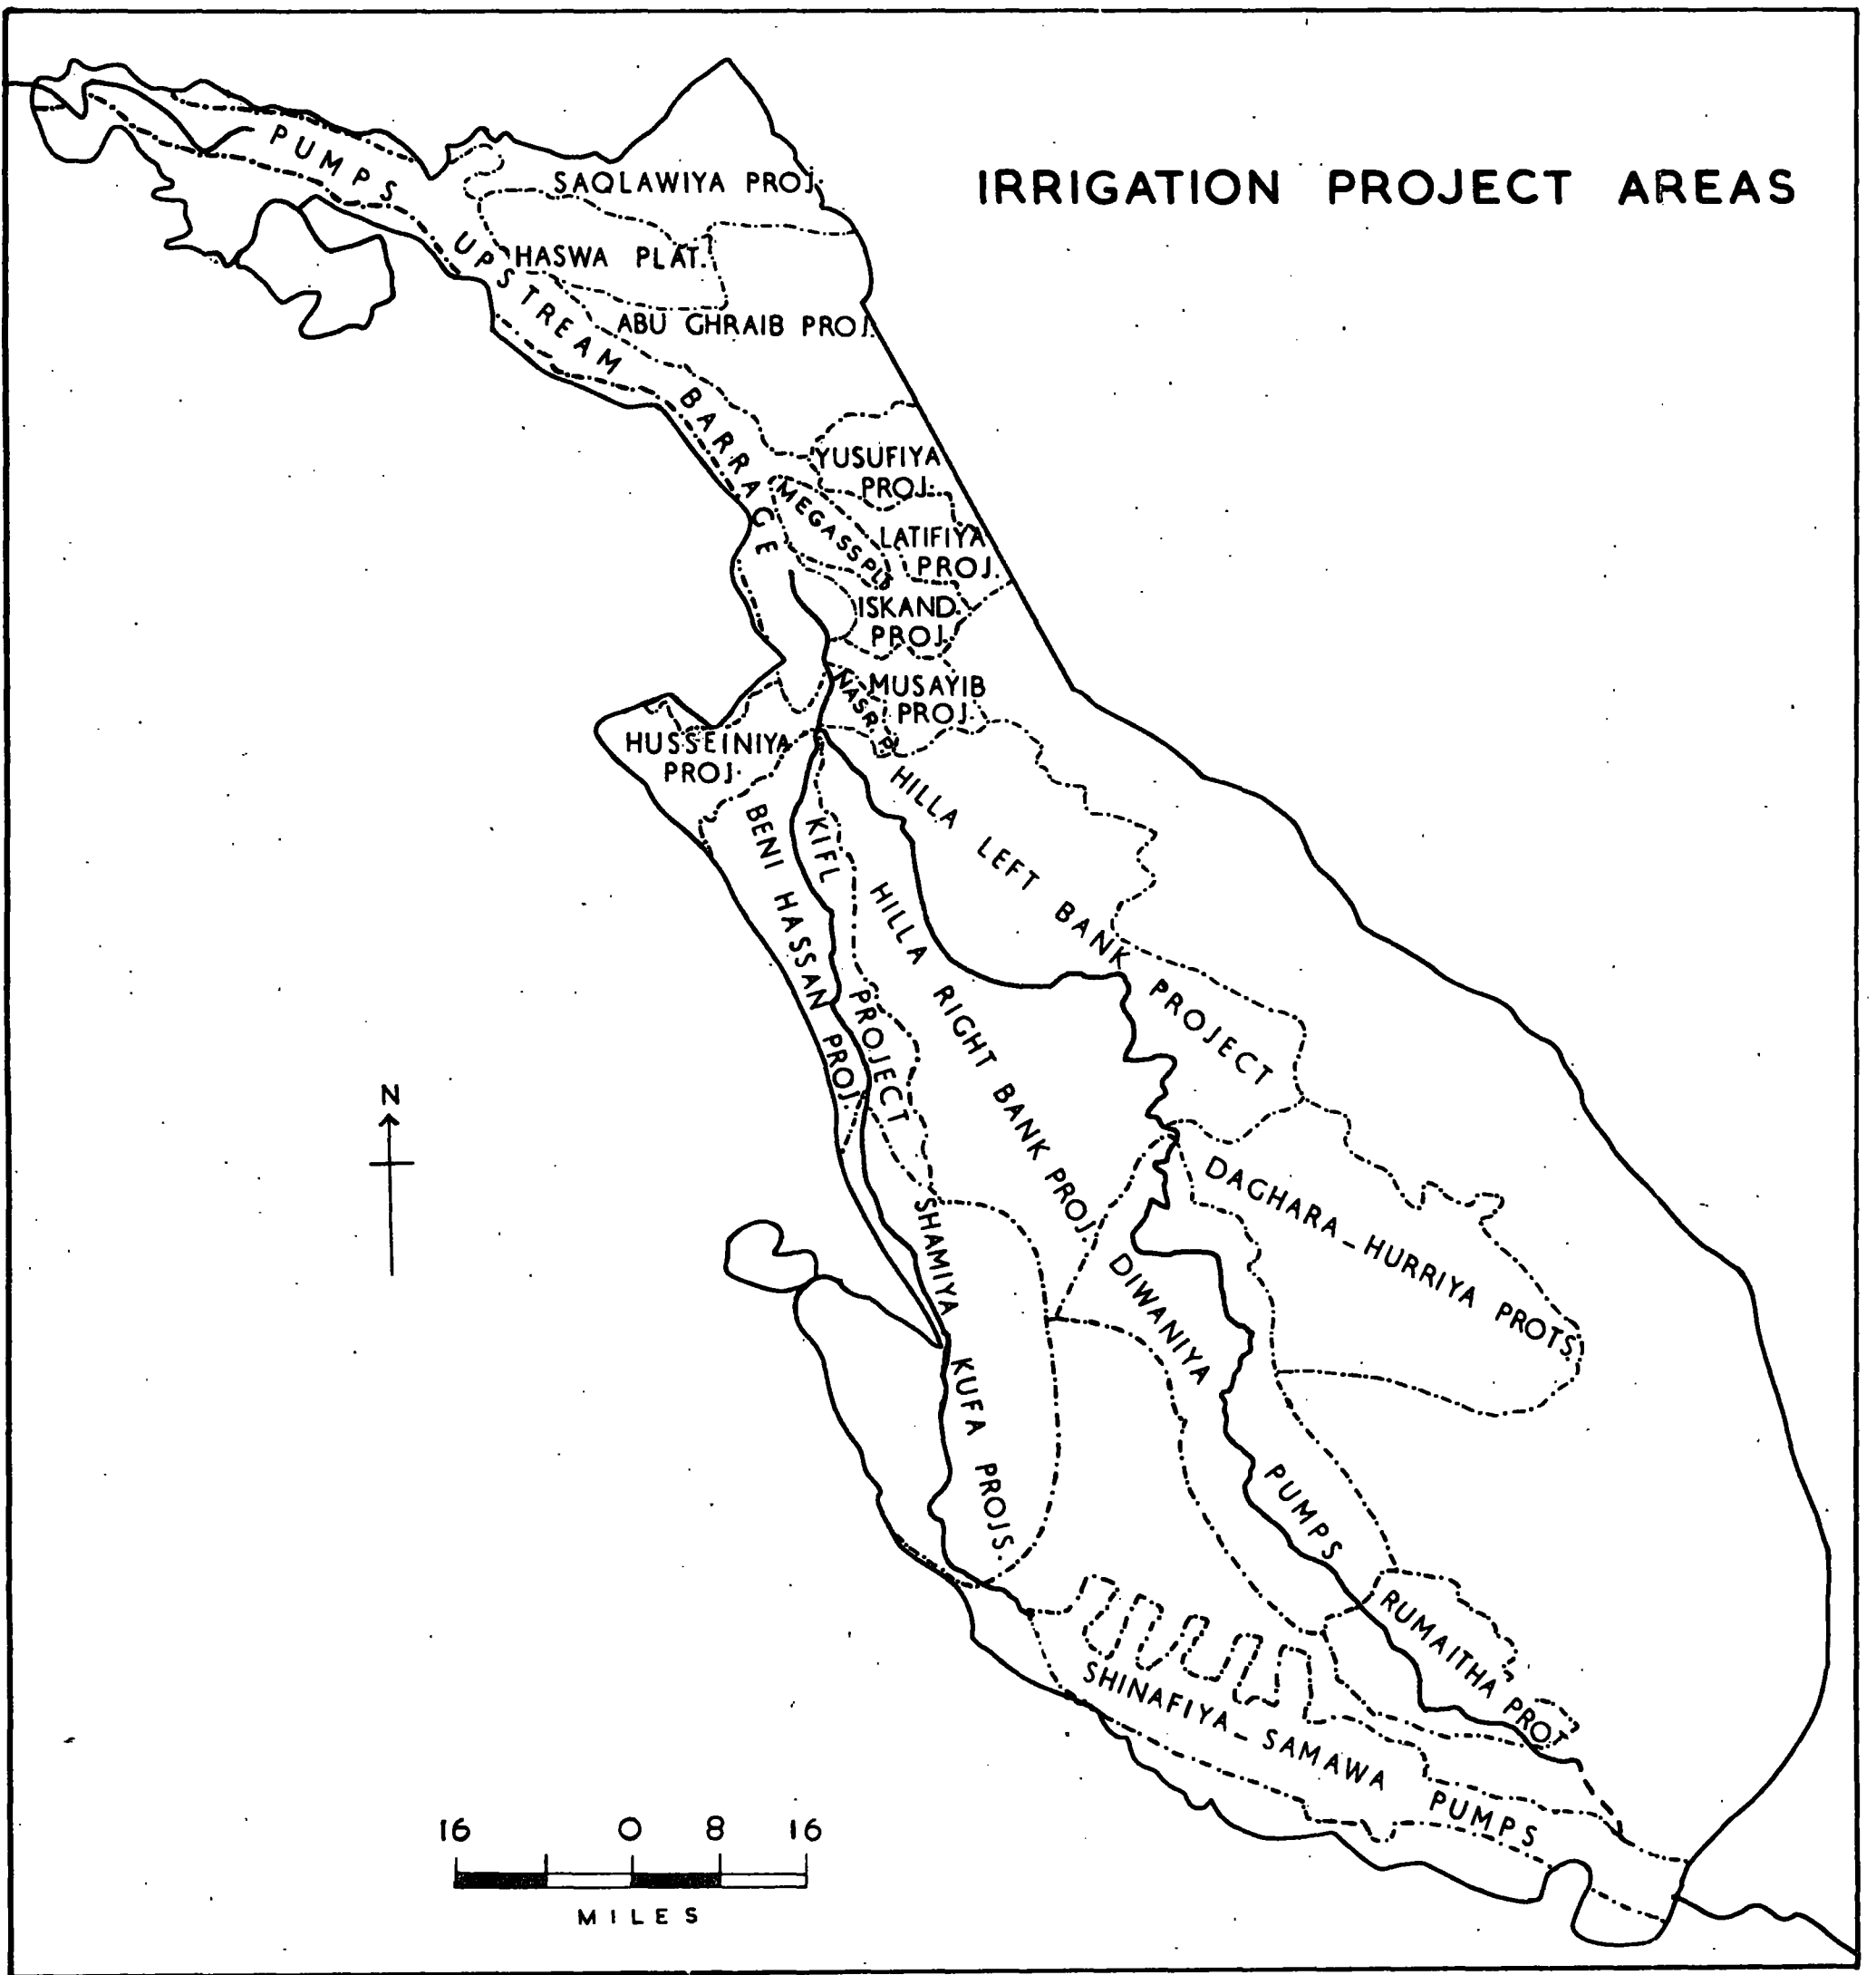 IRRIGATION PROJECT AREAS
PUMPS UPSTREAM BARRAGE
SAQLAWIYA PROJ.
HASWA PLAT.
ABU GHRAIB PROJ.
YUSUFIYA
PROJ.
MEGASS PLT
LATIFIYA
PROJ.
ISKAND.
PROJ.
NASR. P.
MUSAYIB
PROJ.
HUSSEINIYA
PROJ.
BENI HASSAN PROJ.
KIFL PROJECT
HILLA LEFT BANK PROJECT
HILLA RIGHT BANK PROJ.
N
DAGHARA - HURRIYA PROTS
SHAMIYA KUFA PROJS.
DIWANIYA PUMPS
RUMAITHA PROT
SHINAFIYA - SAMAWA PUMPS
16 0 8 16
MILES